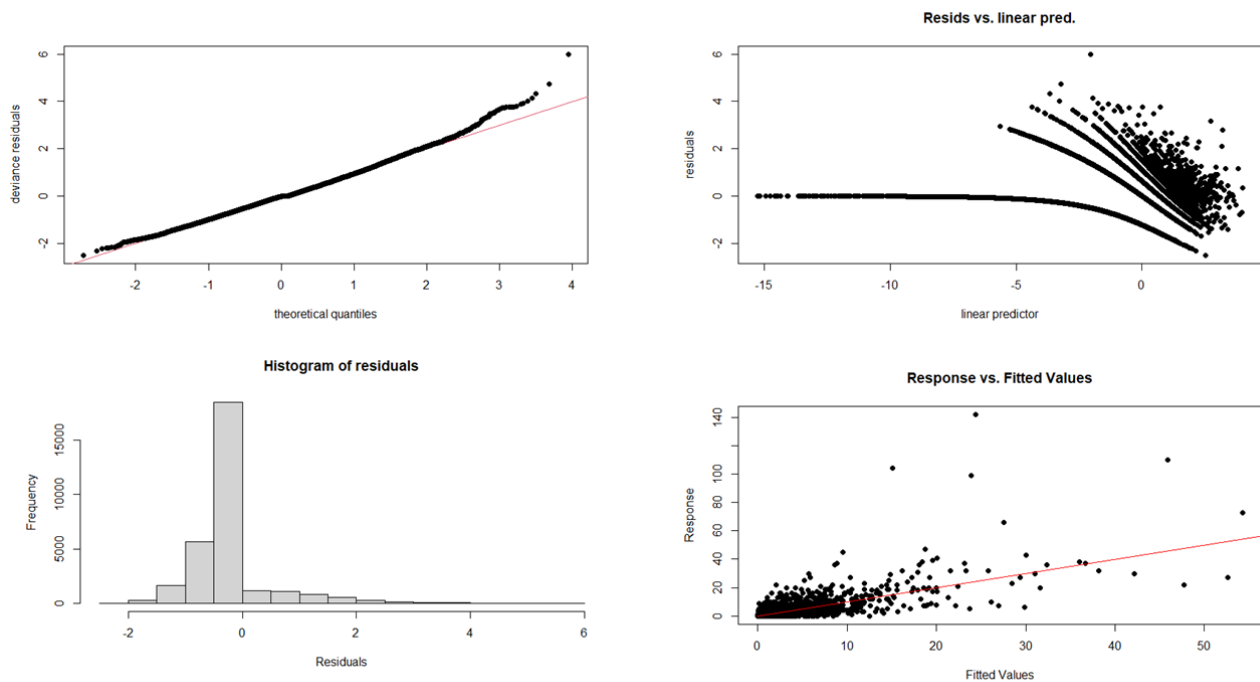 deviance residuals
6
4
2
0
-2
-2 -1 0 1 2 3 4
theoretical quantiles
Resids vs. linear pred.
residuals
6
4
2
0
-2
-15 -10 -5 0
linear predictor
Histogram of residuals
Frequency
15000
10000
5000
0
-2 0 2 4 6
Residuals
Response vs. Fitted Values
Response
140
100
80
60
40
20
0
0 10 20 30 40 50
Fitted Values